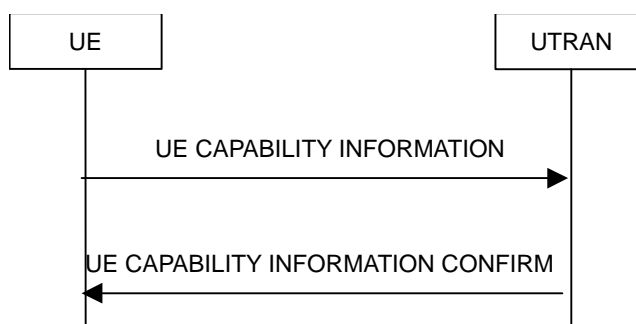 UE
UTRAN
UE CAPABILITY INFORMATION
UE CAPABILITY INFORMATION CONFIRM